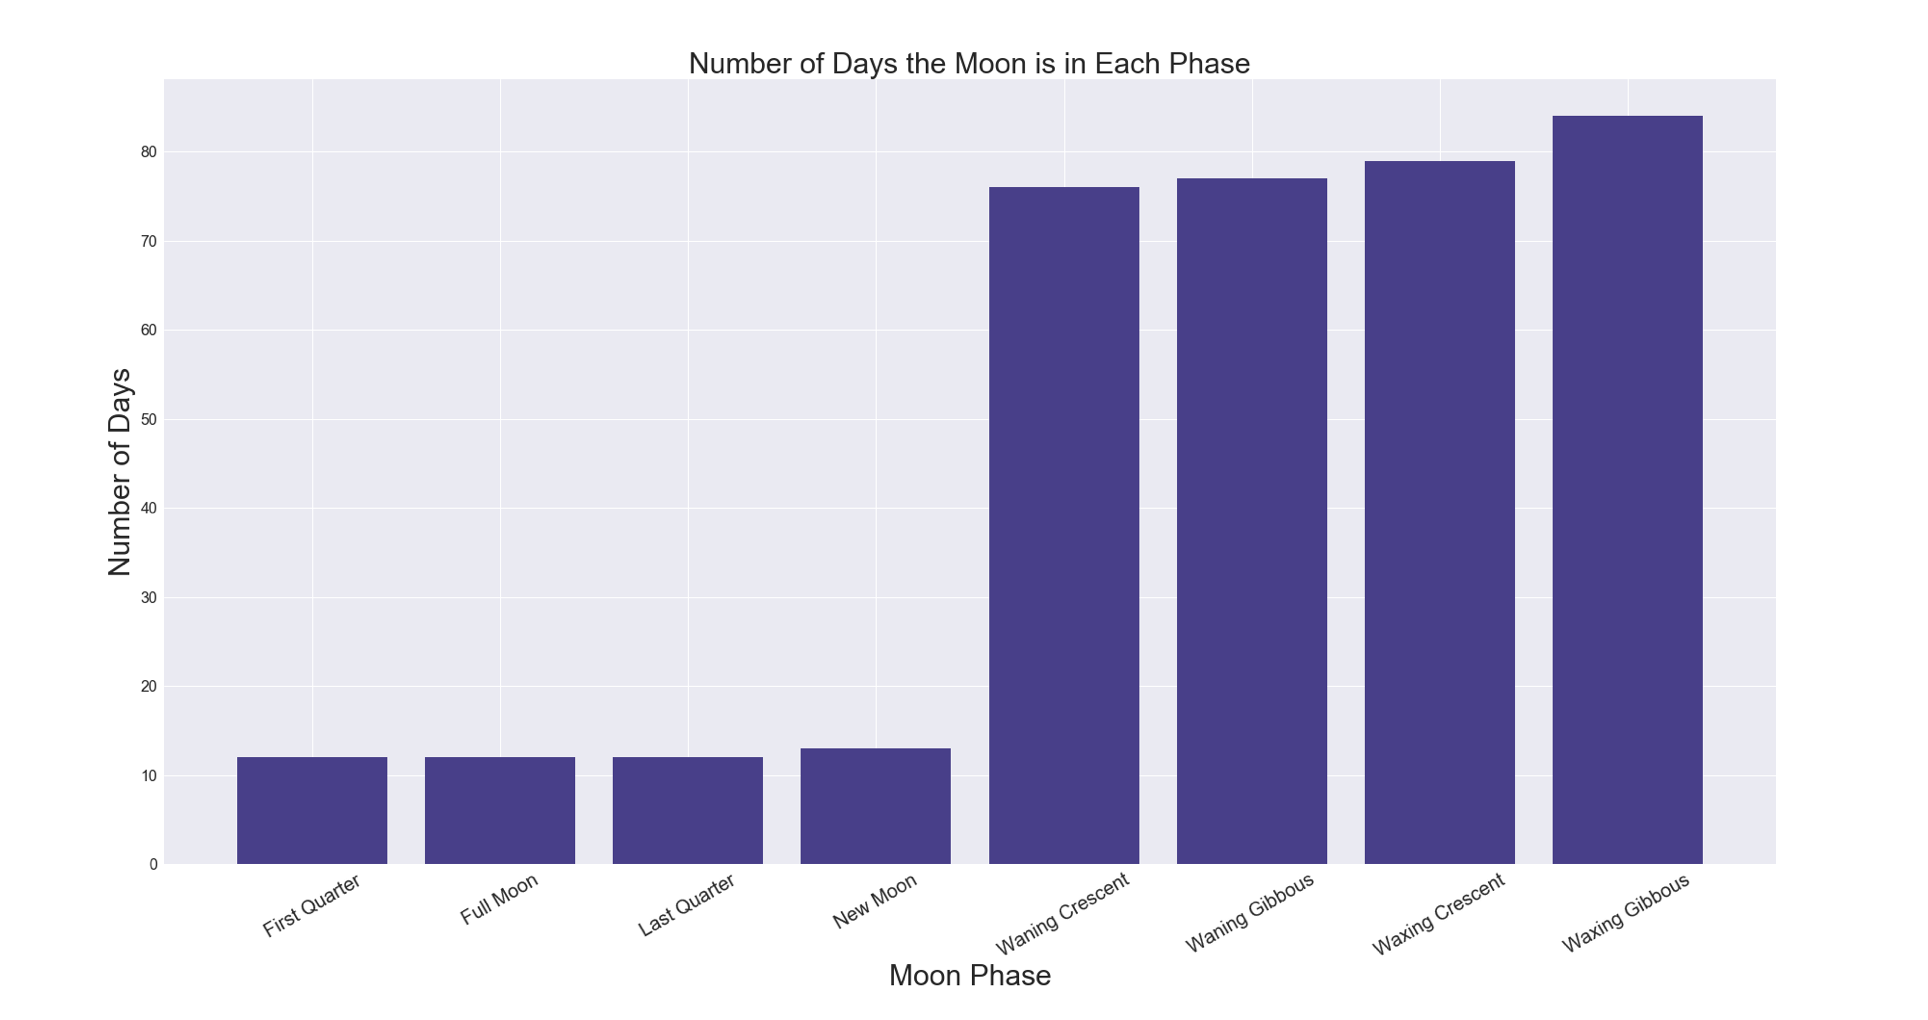 Number of Days the Moon is in Each Phase
Number of Days
80
70
60
50
40
30
20
10
0
First Quarter
Full Moon
Last Quarter
New Moon
Waning Crescent
Waning Gibbous
Waxing Crescent
Waxing Gibbous
Moon Phase